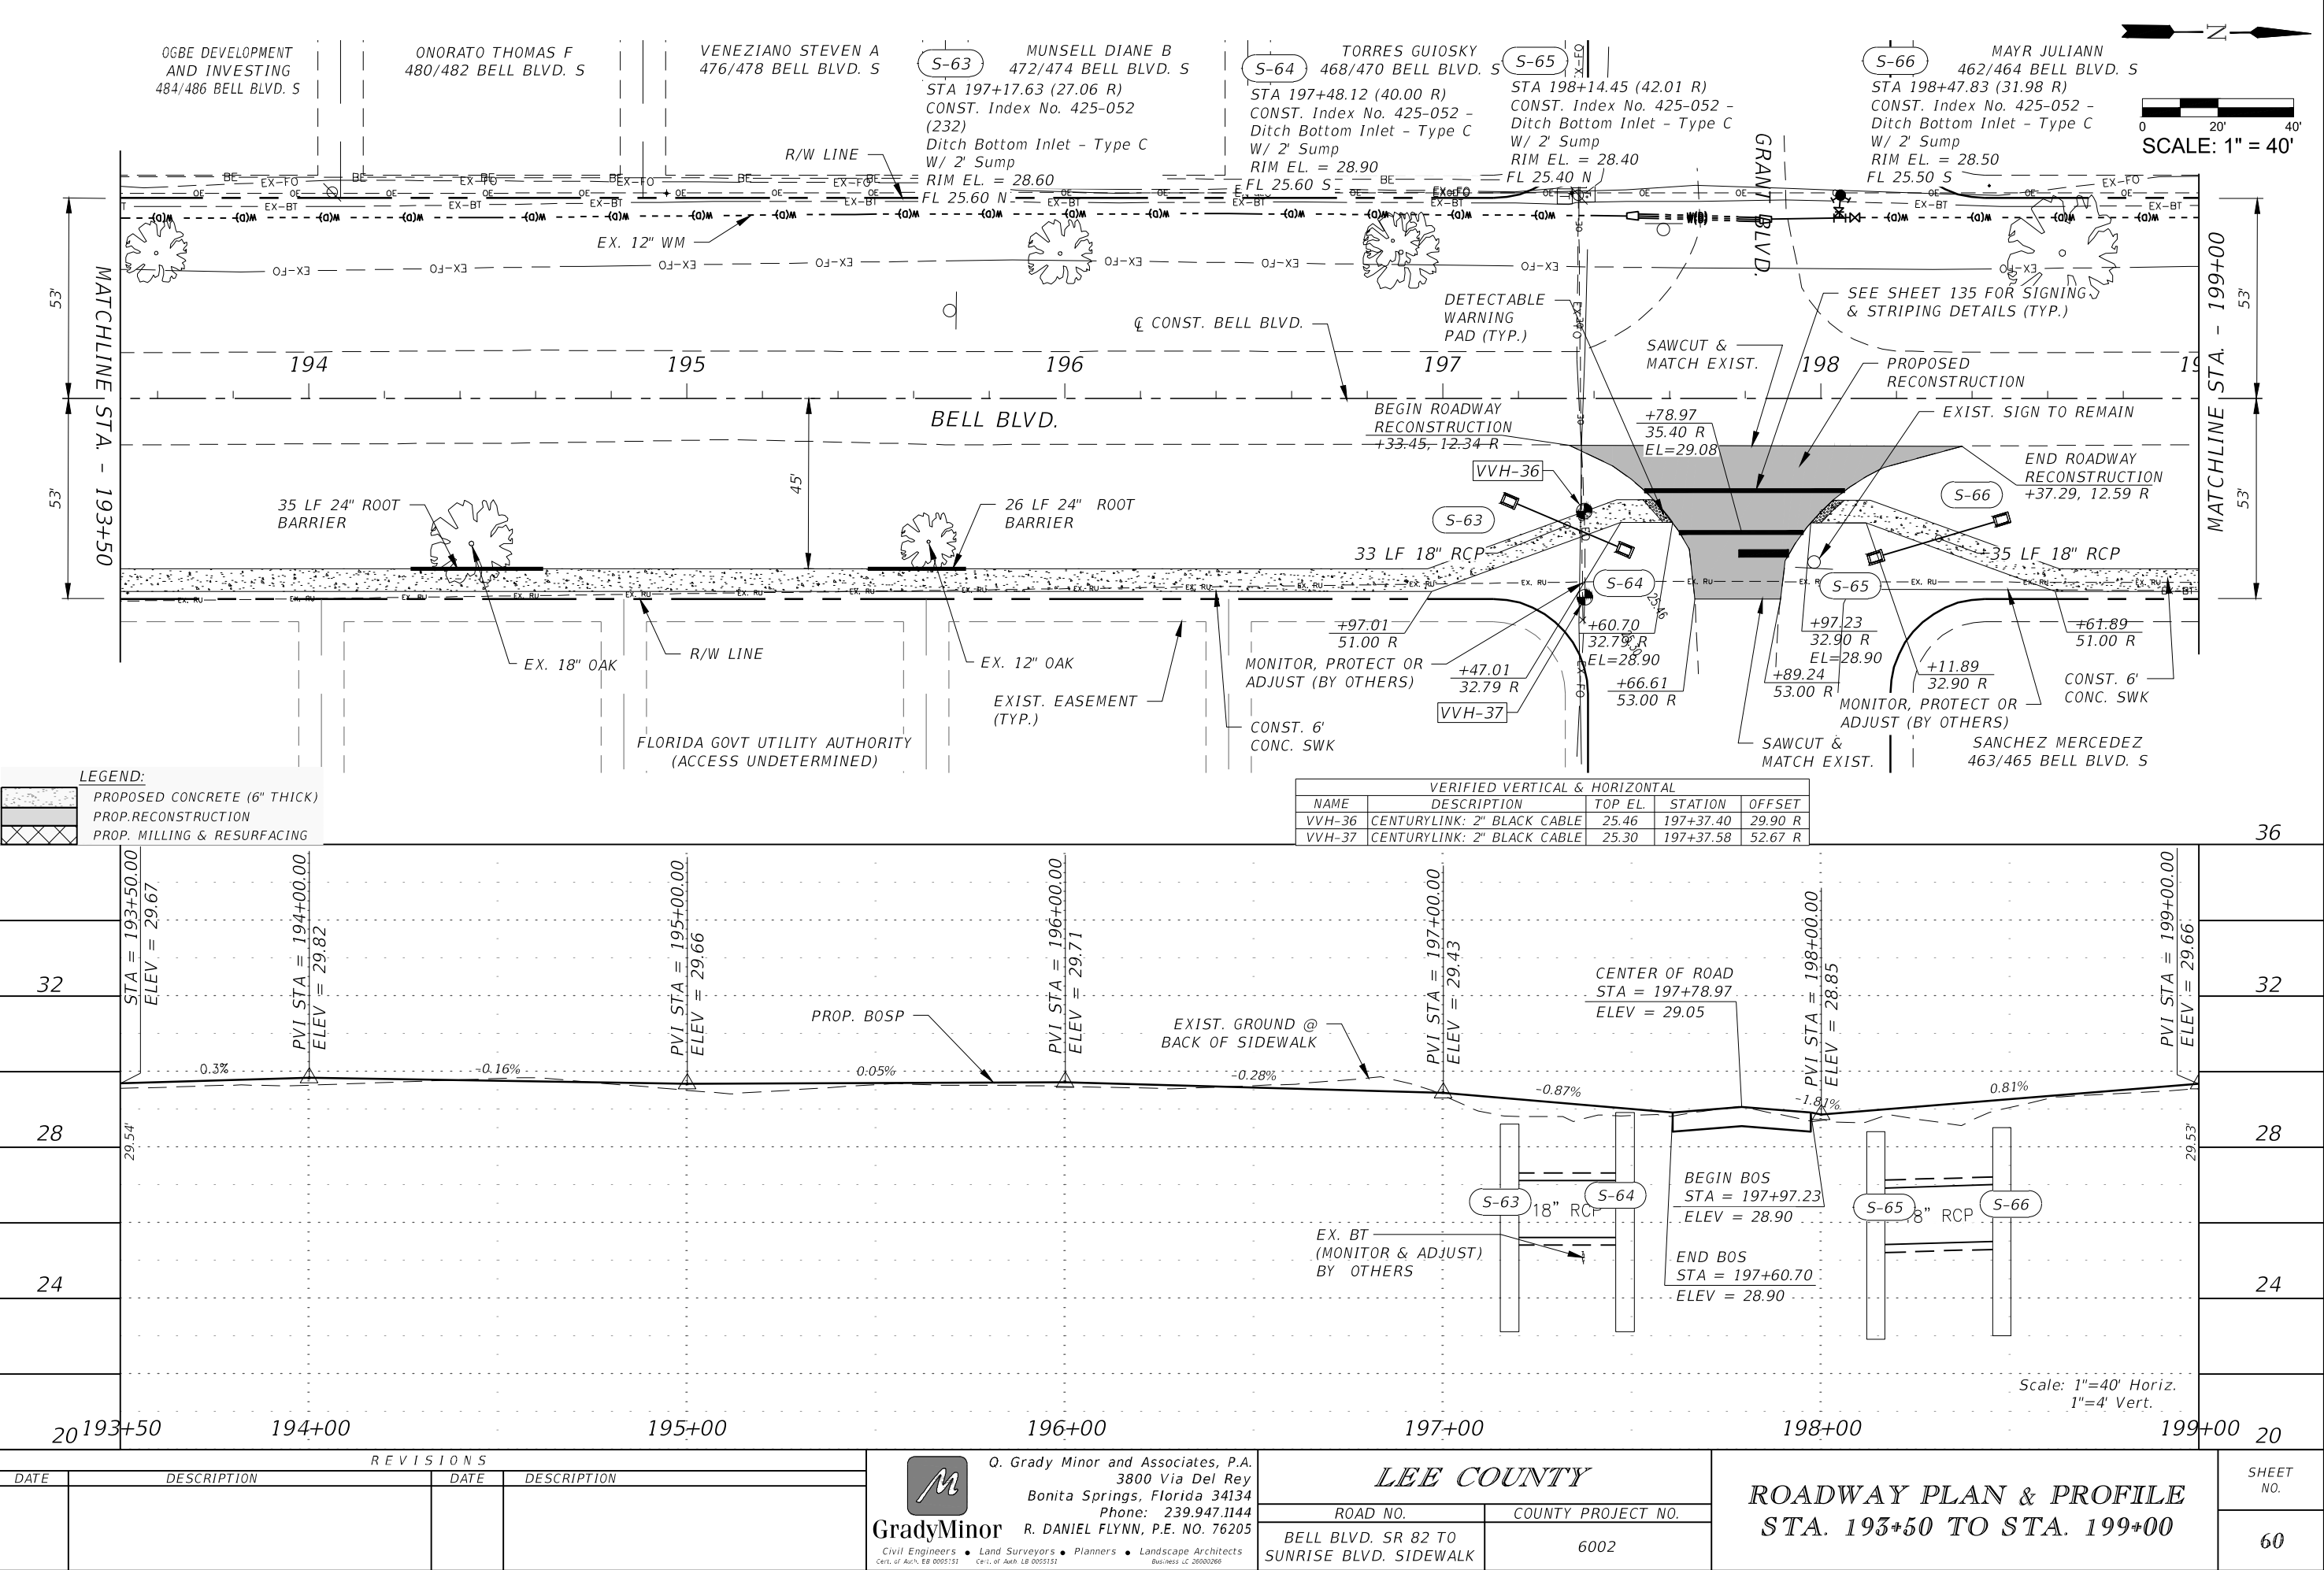 OGBE DEVELOPMENT
AND INVESTING
484/486 BELL BLVD. S
ONORATO THOMAS F
480/482 BELL BLVD. S
VENEZIANO STEVEN A
476/478 BELL BLVD. S
S-63
MUNSELL DIANE B
472/474 BELL BLVD. S
STA 197+17.63 (27.06 R)
CONST. Index No. 425-052
(232)
Ditch Bottom Inlet - Type C
W/ 2' Sump
RIM EL. = 28.60
FL 25.60 N
S-64
TORRES GUIOSKY
468/470 BELL BLVD. S
STA 197+48.12 (40.00 R)
CONST. Index No. 425-052 -
Ditch Bottom Inlet - Type C
W/ 2' Sump
RIM EL. = 28.90
FL 25.60 S
S-65
STA 198+14.45 (42.01 R)
CONST. Index No. 425-052 -
Ditch Bottom Inlet - Type C
W/ 2' Sump
RIM EL. = 28.40
FL 25.40 N
S-66
MAYR JULIANN
462/464 BELL BLVD. S
STA 198+47.83 (31.98 R)
CONST. Index No. 425-052 -
Ditch Bottom Inlet - Type C
W/ 2' Sump
RIM EL. = 28.50
FL 25.50 S
N
0 20' 40'
SCALE: 1" = 40'
R/W LINE
EX. 12" WM
GRANT BLVD.
MATCHLINE STA. - 193+50
53'
53'
MATCHLINE STA. - 199+00
53'
53'
DETECTABLE
WARNING
PAD (TYP.)
SEE SHEET 135 FOR SIGNING
& STRIPING DETAILS (TYP.)
℄ CONST. BELL BLVD.
SAWCUT &
MATCH EXIST.
PROPOSED
RECONSTRUCTION
194
195
196
197
198
BELL BLVD.
45'
BEGIN ROADWAY
RECONSTRUCTION
+33.45, 12.34 R
+78.97
35.40 R
EL=29.08
EXIST. SIGN TO REMAIN
END ROADWAY
RECONSTRUCTION
+37.29, 12.59 R
VVH-36
S-63
S-66
35 LF 24" ROOT
BARRIER
26 LF 24" ROOT
BARRIER
33 LF 18" RCP
35 LF 18" RCP
S-64
S-65
25.46
25.30
EX. 18" OAK
R/W LINE
EX. 12" OAK
EXIST. EASEMENT
(TYP.)
+97.01
51.00 R
MONITOR, PROTECT OR
ADJUST (BY OTHERS)
+47.01
32.79 R
VVH-37
+60.70
32.79 R
EL=28.90
+66.61
53.00 R
+97.23
32.90 R
EL=28.90
+89.24
53.00 R
+11.89
32.90 R
+61.89
51.00 R
MONITOR, PROTECT OR
ADJUST (BY OTHERS)
CONST. 6'
CONC. SWK
CONST. 6'
CONC. SWK
FLORIDA GOVT UTILITY AUTHORITY
(ACCESS UNDETERMINED)
SAWCUT &
MATCH EXIST.
SANCHEZ MERCEDEZ
463/465 BELL BLVD. S
LEGEND:
PROPOSED CONCRETE (6" THICK)
PROP.RECONSTRUCTION
PROP. MILLING & RESURFACING
VERIFIED VERTICAL & HORIZONTAL
NAME DESCRIPTION TOP EL. STATION OFFSET
VVH-36 CENTURYLINK: 2" BLACK CABLE 25.46 197+37.40 29.90 R
VVH-37 CENTURYLINK: 2" BLACK CABLE 25.30 197+37.58 52.67 R
36
STA = 193+50.00
ELEV = 29.67
PVI STA = 194+00.00
ELEV = 29.82
PVI STA = 195+00.00
ELEV = 29.66
PVI STA = 196+00.00
ELEV = 29.71
PVI STA = 197+00.00
ELEV = 29.43
PVI STA = 198+00.00
ELEV = 28.85
PVI STA = 199+00.00
ELEV = 29.66
32
32
PROP. BOSP
EXIST. GROUND @
BACK OF SIDEWALK
CENTER OF ROAD
STA = 197+78.97
ELEV = 29.05
0.3%
-0.16%
0.05%
-0.28%
-0.87%
-1.81%
0.81%
28
29.54'
29.53'
28
S-63
18" RCP
S-64
BEGIN BOS
STA = 197+97.23
ELEV = 28.90
S-65
8" RCP
S-66
EX. BT
(MONITOR & ADJUST)
BY OTHERS
END BOS
STA = 197+60.70
ELEV = 28.90
24
24
Scale: 1"=40' Horiz.
1"=4' Vert.
20
193+50
194+00
195+00
196+00
197+00
198+00
199+00
20
REVISIONS
DATE DESCRIPTION DATE DESCRIPTION
GradyMinor
Q. Grady Minor and Associates, P.A.
3800 Via Del Rey
Bonita Springs, Florida 34134
Phone: 239.947.1144
R. DANIEL FLYNN, P.E. NO. 76205
Civil Engineers • Land Surveyors • Planners • Landscape Architects
Cert. of Auth. EB 0005151 Cert. of Auth. LB 0005151 Business LC 26000266
LEE COUNTY
ROAD NO. COUNTY PROJECT NO.
BELL BLVD. SR 82 TO
SUNRISE BLVD. SIDEWALK
6002
ROADWAY PLAN & PROFILE
STA. 193+50 TO STA. 199+00
SHEET
NO.
60